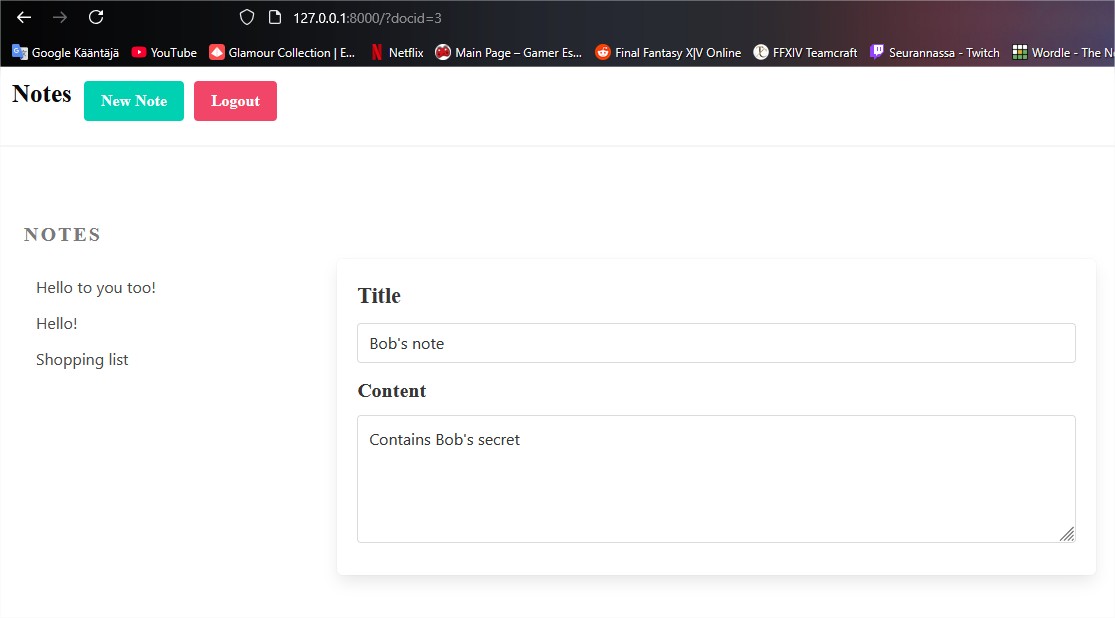 127.0.0.1:8000/?docid=3
Google Kääntäjä YouTube Glamour Collection | E... Netflix Main Page – Gamer Es... Final Fantasy X|V Online FFXIV Teamcraft Seurannassa - Twitch Wordle - The N
Notes New Note Logout
NOTES
Hello to you too!
Hello!
Shopping list
Title
Bob's note
Content
Contains Bob's secret